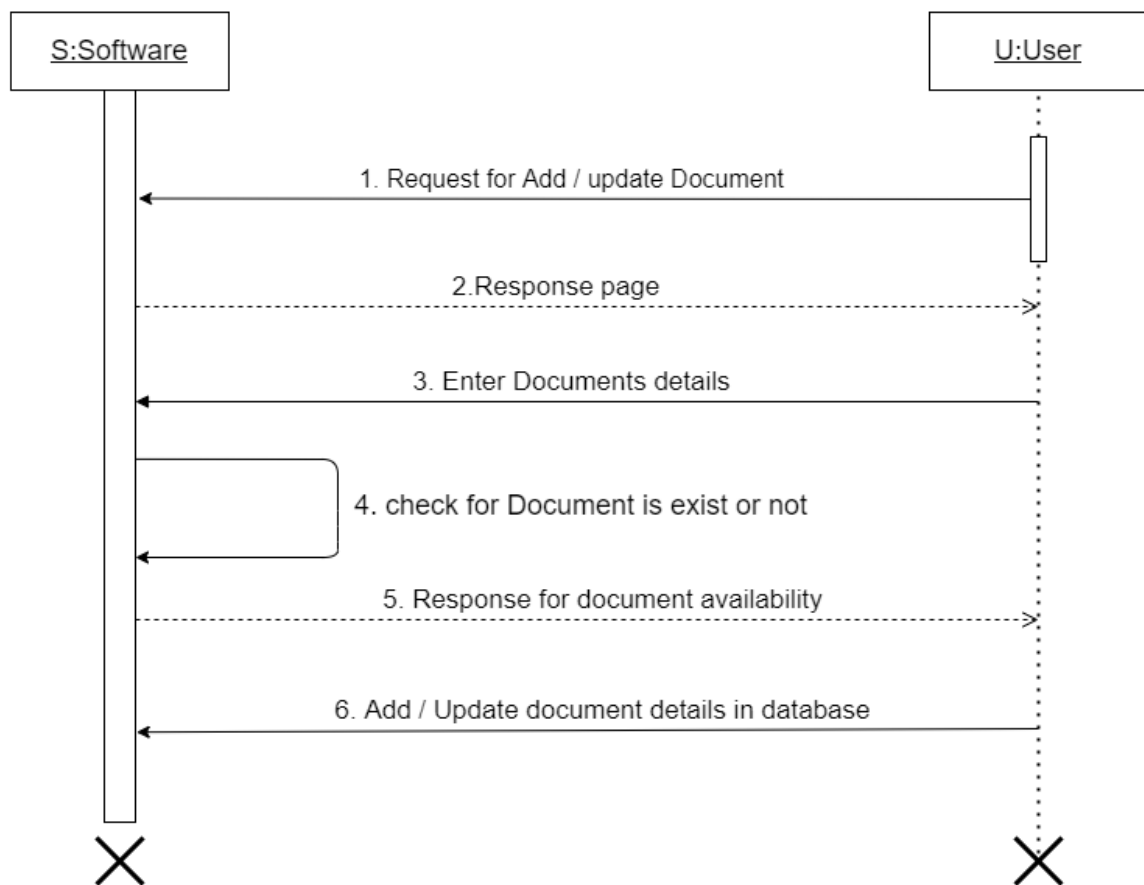 S:Software
U:User
1. Request for Add / update Document
2.Response page
3. Enter Documents details
4. check for Document is exist or not
5. Response for document availability
6. Add / Update document details in database